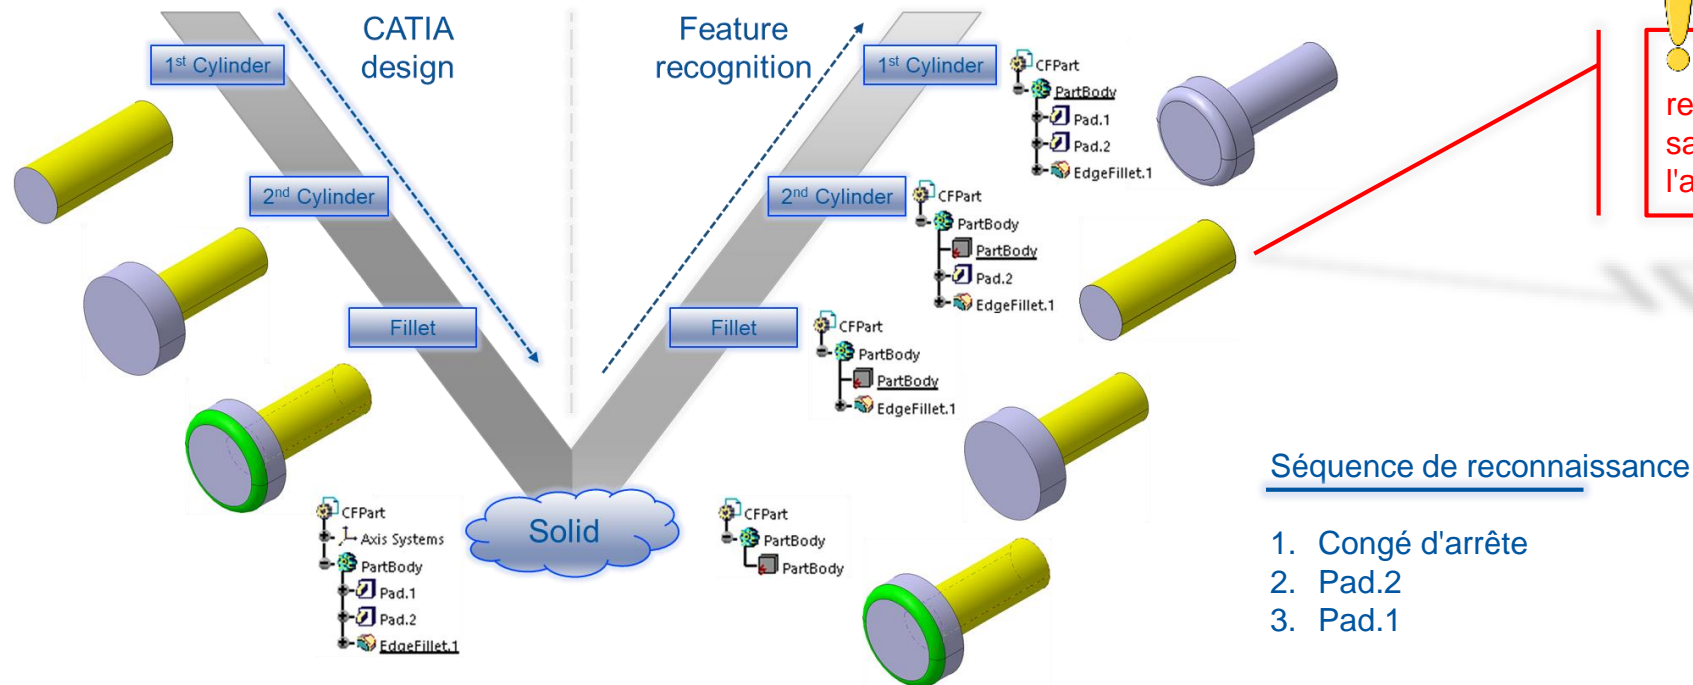 CATIA
design
Feature
recognition
1st Cylinder
2nd Cylinder
Fillet
CFPart
Axis Systems
PartBody
Pad.1
Pad.2
EdgeFillet.1
Solid
CFPart
PartBody
PartBody
Fillet
CFPart
PartBody
PartBody
EdgeFillet.1
2nd Cylinder
CFPart
PartBody
PartBody
Pad.2
EdgeFillet.1
1st Cylinder
CFPart
PartBody
Pad.1
Pad.2
EdgeFillet.1
re
sa
l'a
Séquence de reconnaissance
1. Congé d'arrête
2. Pad.2
3. Pad.1